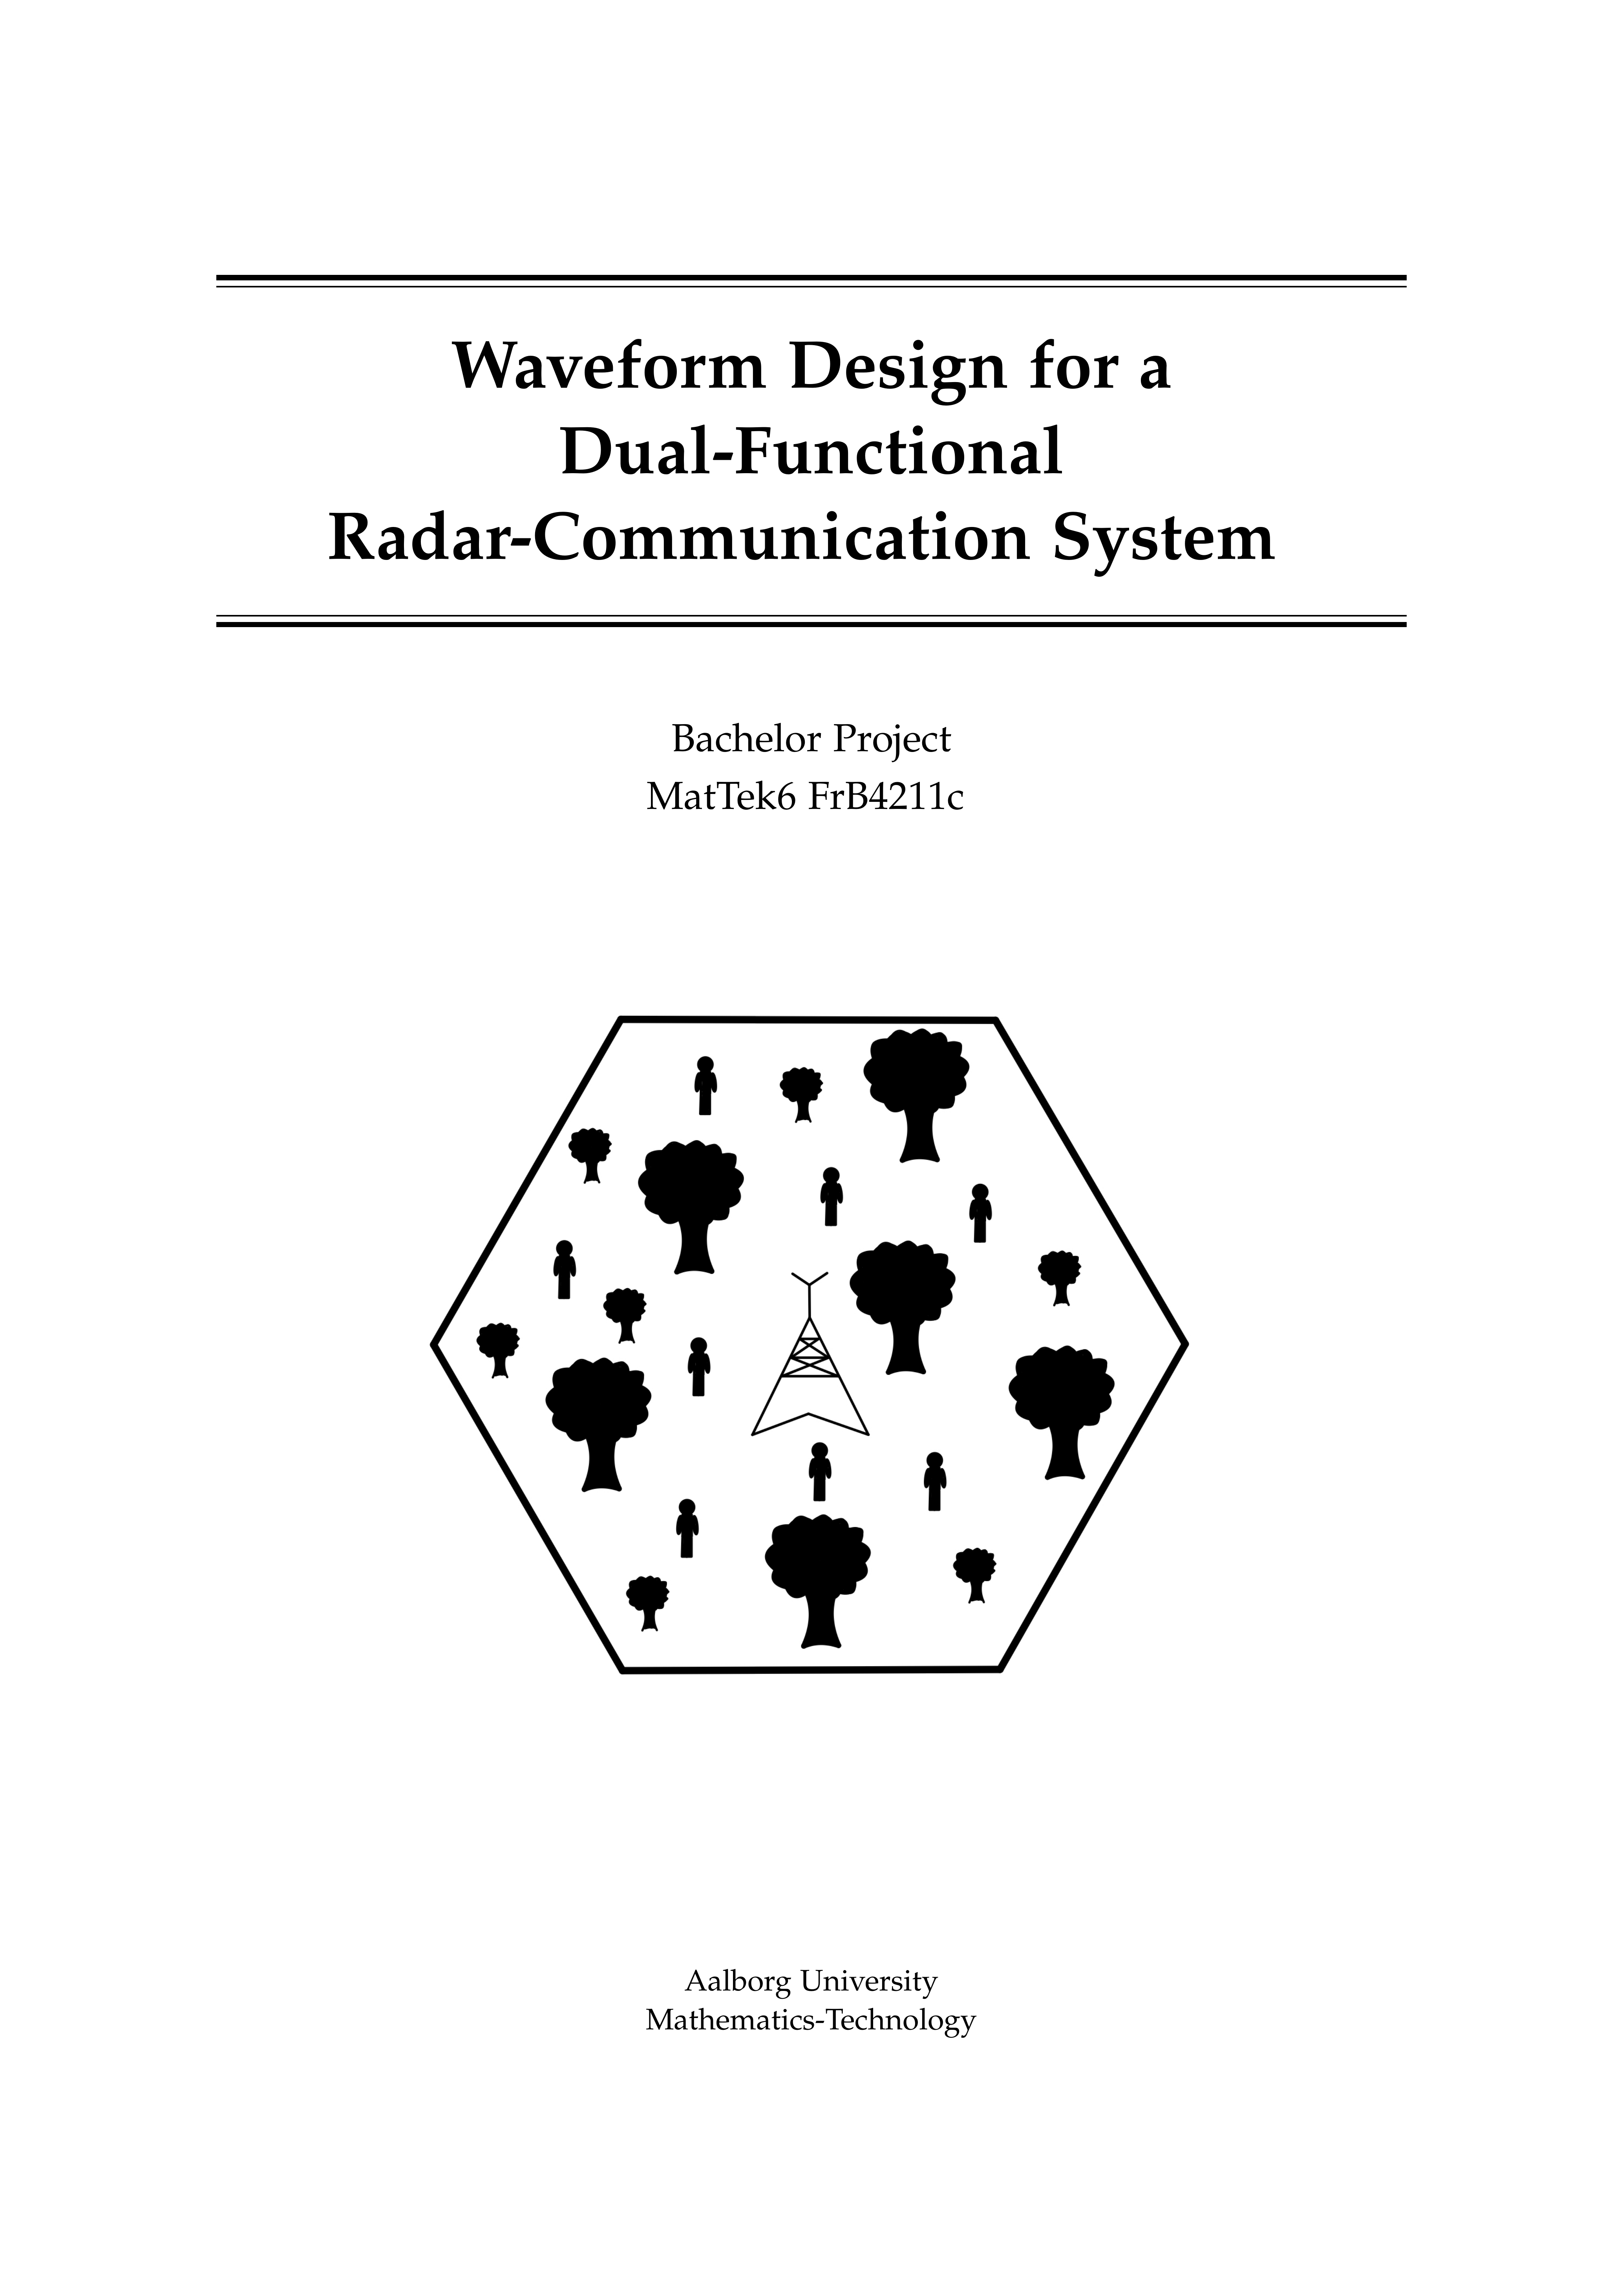 Waveform Design for a
Dual-Functional
Radar-Communication System
Bachelor Project
MatTek6 FrB4211c
Aalborg University
Mathematics-Technology